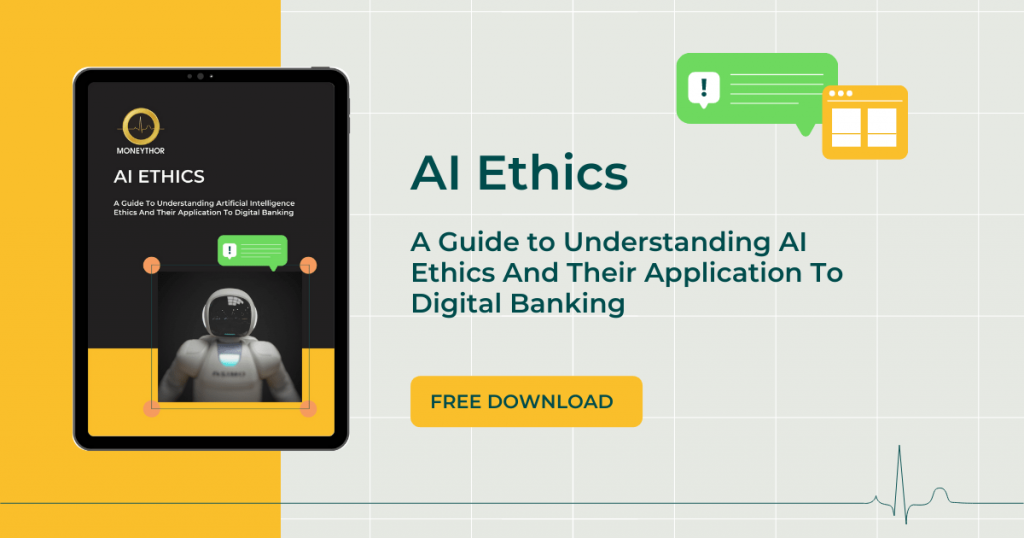 MONEYTHOR
AI ETHICS
A Guide To Understanding Artificial Intelligence
Ethics And Their Application To Digital Banking
!
!
AI Ethics
A Guide to Understanding AI
Ethics And Their Application To
Digital Banking
FREE DOWNLOAD